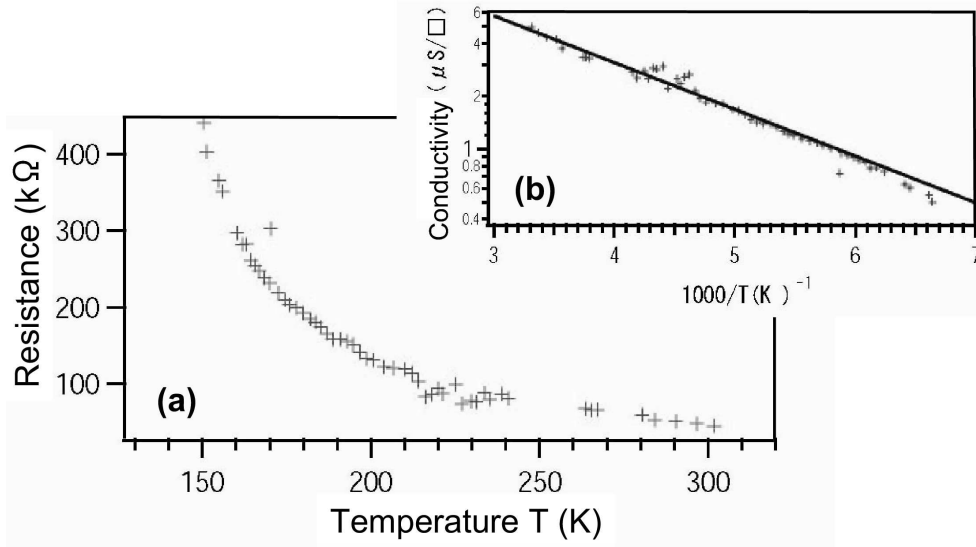 6
4
2
1
0.8
0.6
0.4
Conductivity (μS/□)
(b)
3 4 5 6 7
1000/T(K)⁻¹
400
300
200
100
Resistance (kΩ)
(a)
150 200 250 300
Temperature T (K)